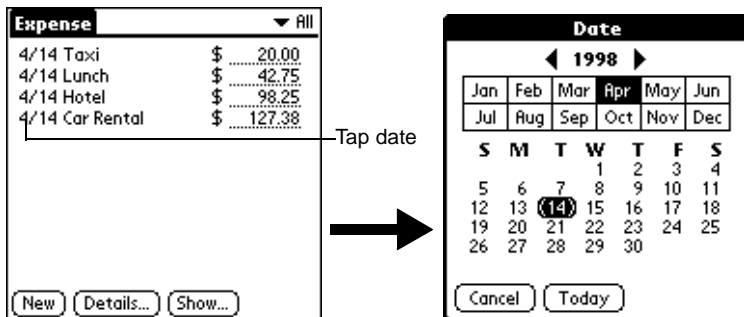 Expense
All
4/14 Taxi $ 20.00
4/14 Lunch $ 42.75
4/14 Hotel $ 98.25
4/14 Car Rental $ 127.38
Tap date
New Details... Show...
Date
1998
Jan Feb Mar Apr May Jun
Jul Aug Sep Oct Nov Dec
S M T W T F S
1 2 3 4
5 6 7 8 9 10 11
12 13 14 15 16 17 18
19 20 21 22 23 24 25
26 27 28 29 30
Cancel Today